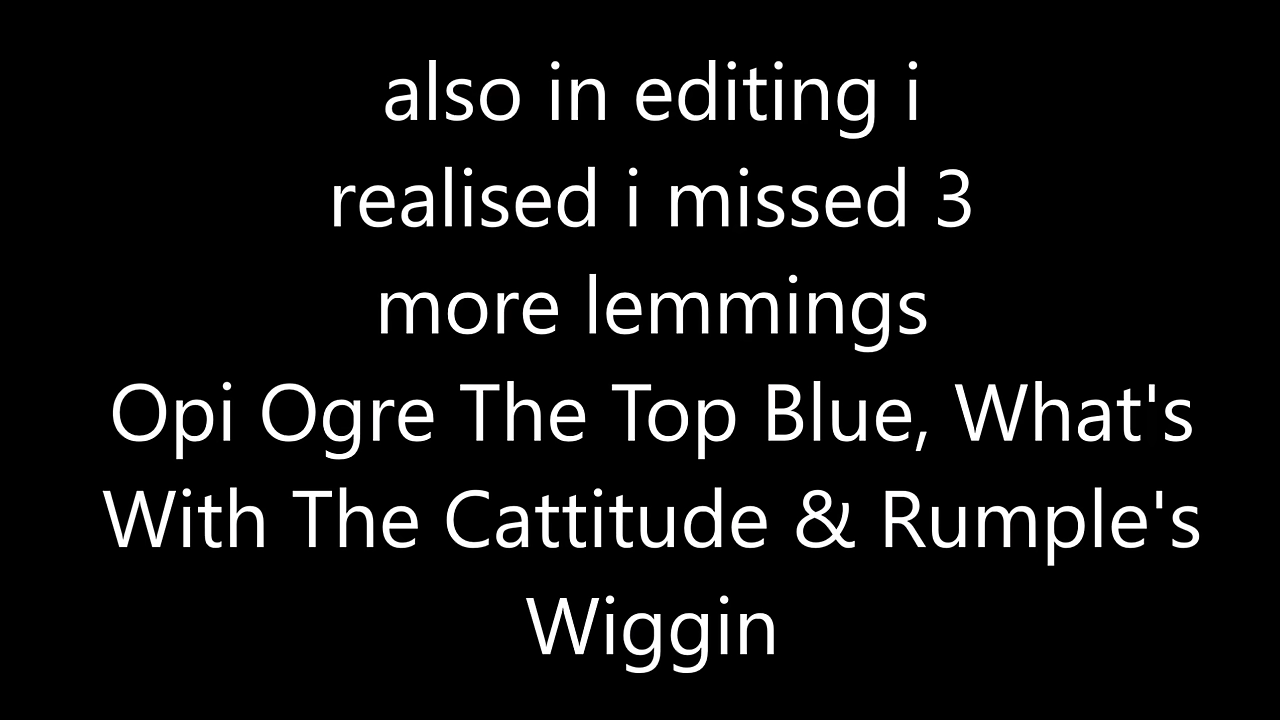 also in editing i
realised i missed 3
more lemmings
Opi Ogre The Top Blue, What's
With The Cattitude & Rumple's
Wiggin